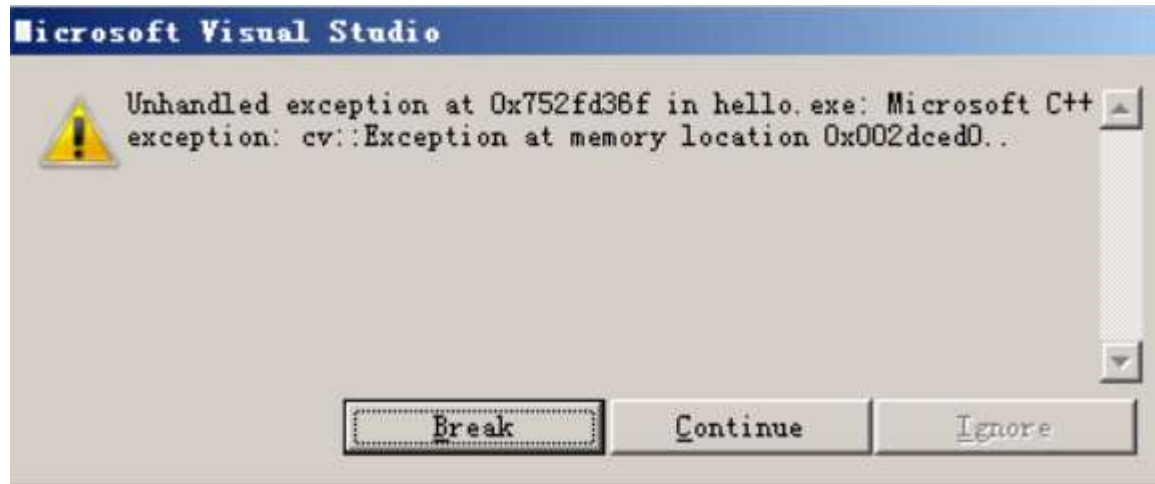 Microsoft Visual Studio
Unhandled exception at 0x752fd36f in hello.exe: Microsoft C++
exception: cv::Exception at memory location 0x002dced0..
Break
Continue
Ignore